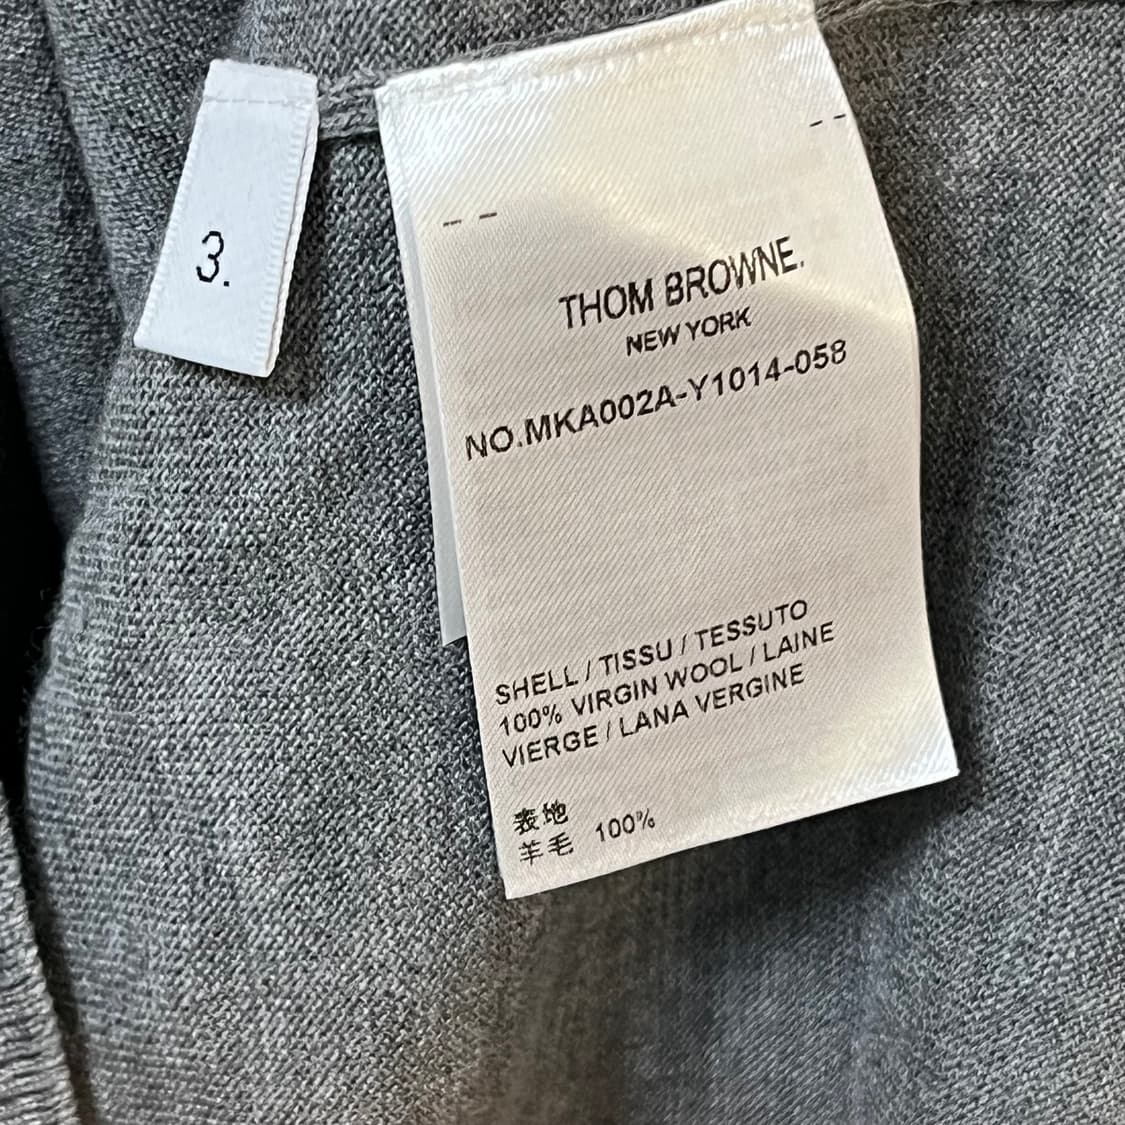 3.
THOM BROWNE.
NEW YORK
NO.MKA002A-Y1014-058
SHELL / TISSU / TESSUTO
100% VIRGIN WOOL / LAINE
VIERGE / LANA VERGINE
表地
羊毛 100%